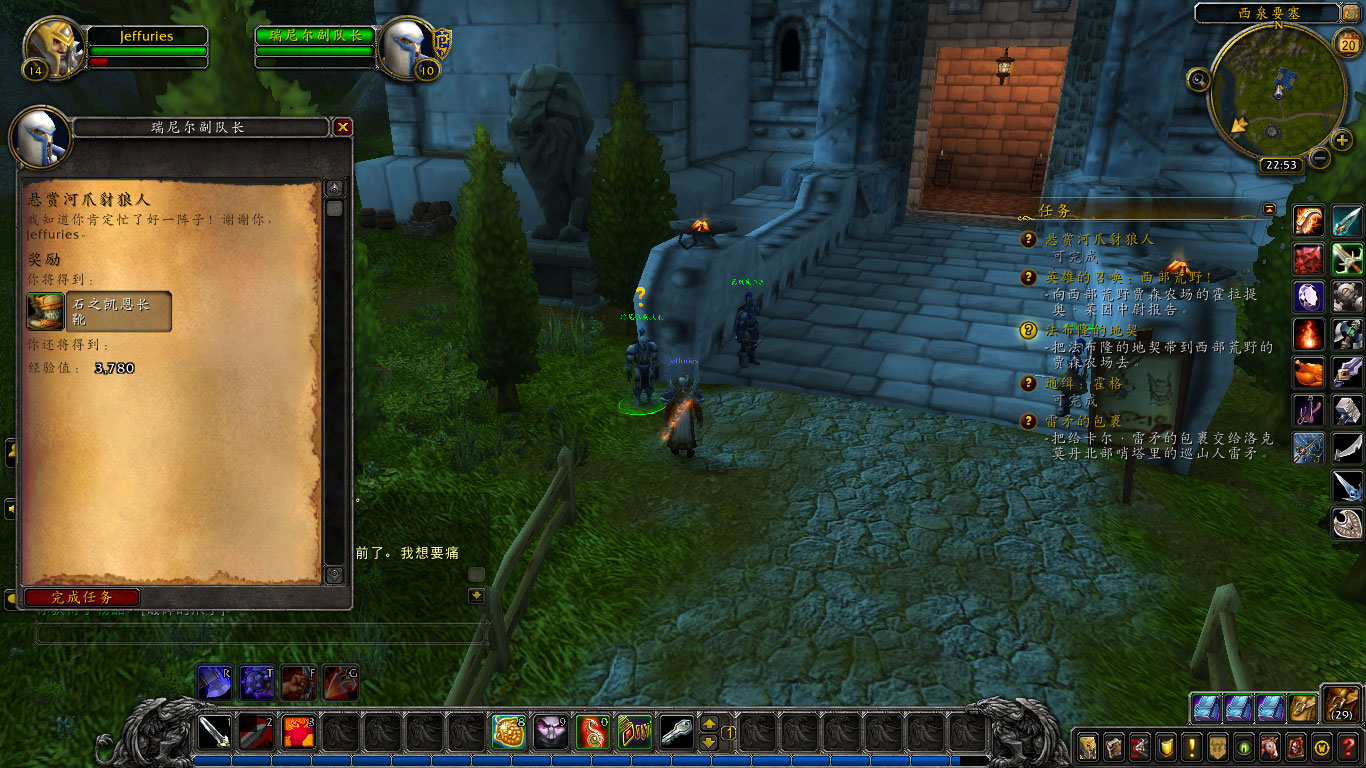 Jeffuries
14
瑞尼尔副队长
10
西泉要塞
N
20
22:53
瑞尼尔副队长
悬赏河爪豺狼人
我知道你肯定忙了好一阵子！谢谢你，
Jeffuries。
奖励
你将得到：
石之凯恩长
靴
你还将得到：
经验值： 3,780
完成任务
任务
悬赏河爪豺狼人
可完成
英雄的召唤：西部荒野！
-向西部荒野贾森农场的霍拉提
奥·莱因中尉报告。
法布隆的地契
-把法布隆的地契带到西部荒野的
贾森农场去。
通缉：霍格
可完成
雷矛的包裹
-把给卡尔·雷矛的包裹交给洛克
莫丹北部哨塔里的巡山人雷矛。
Jeffuries
前了。我想要痛
R
T
F
G
2
3
8
9
0
1
(29)